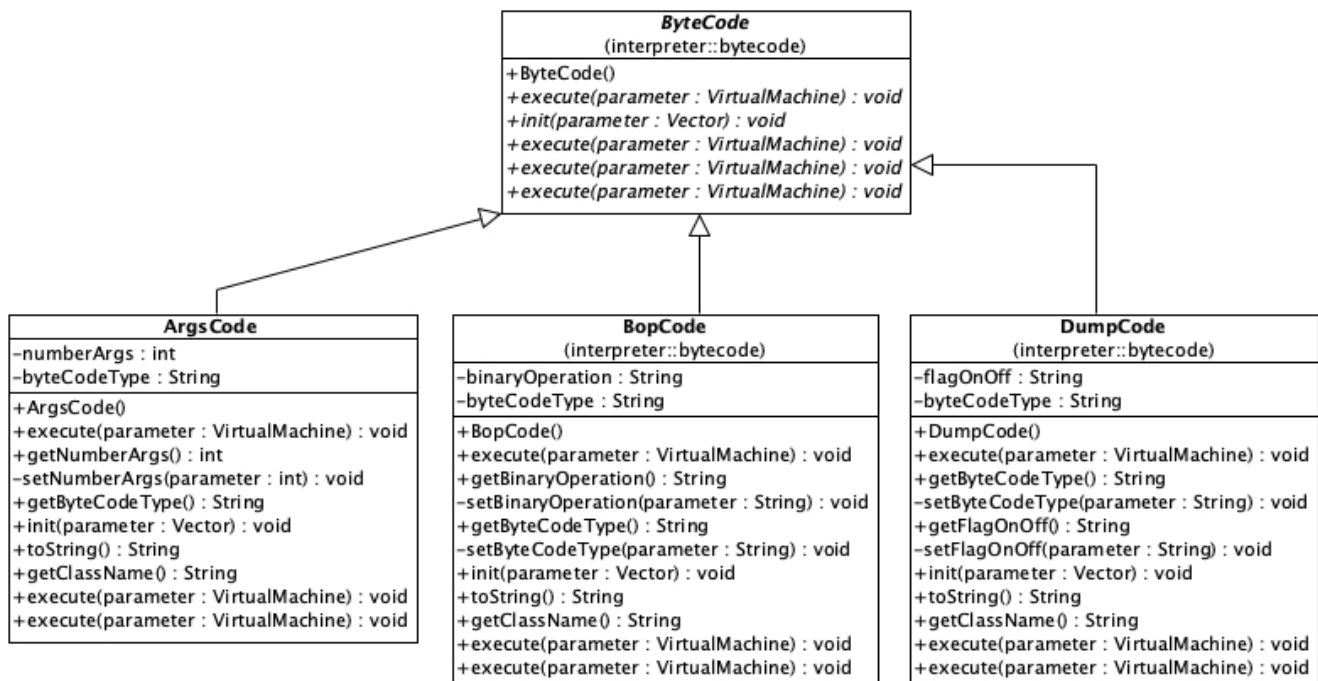 ByteCode
(interpreter::bytecode)
+ByteCode()
+execute(parameter : VirtualMachine) : void
+init(parameter : Vector) : void
+execute(parameter : VirtualMachine) : void
+execute(parameter : VirtualMachine) : void
+execute(parameter : VirtualMachine) : void
ArgsCode
-numberArgs : int
-byteCodeType : String
+ArgsCode()
+execute(parameter : VirtualMachine) : void
+getNumberArgs() : int
-setNumberArgs(parameter : int) : void
+getByteCodeType() : String
+init(parameter : Vector) : void
+toString() : String
+getClassName() : String
+execute(parameter : VirtualMachine) : void
+execute(parameter : VirtualMachine) : void
BopCode
(interpreter::bytecode)
-binaryOperation : String
-byteCodeType : String
+BopCode()
+execute(parameter : VirtualMachine) : void
+getBinaryOperation() : String
-setBinaryOperation(parameter : String) : void
+getByteCodeType() : String
-setByteCodeType(parameter : String) : void
+init(parameter : Vector) : void
+toString() : String
+getClassName() : String
+execute(parameter : VirtualMachine) : void
+execute(parameter : VirtualMachine) : void
DumpCode
(interpreter::bytecode)
-flagOnOff : String
-byteCodeType : String
+DumpCode()
+execute(parameter : VirtualMachine) : void
+getByteCodeType() : String
-setByteCodeType(parameter : String) : void
+getFlagOnOff() : String
-setFlagOnOff(parameter : String) : void
+init(parameter : Vector) : void
+toString() : String
+getClassName() : String
+execute(parameter : VirtualMachine) : void
+execute(parameter : VirtualMachine) : void